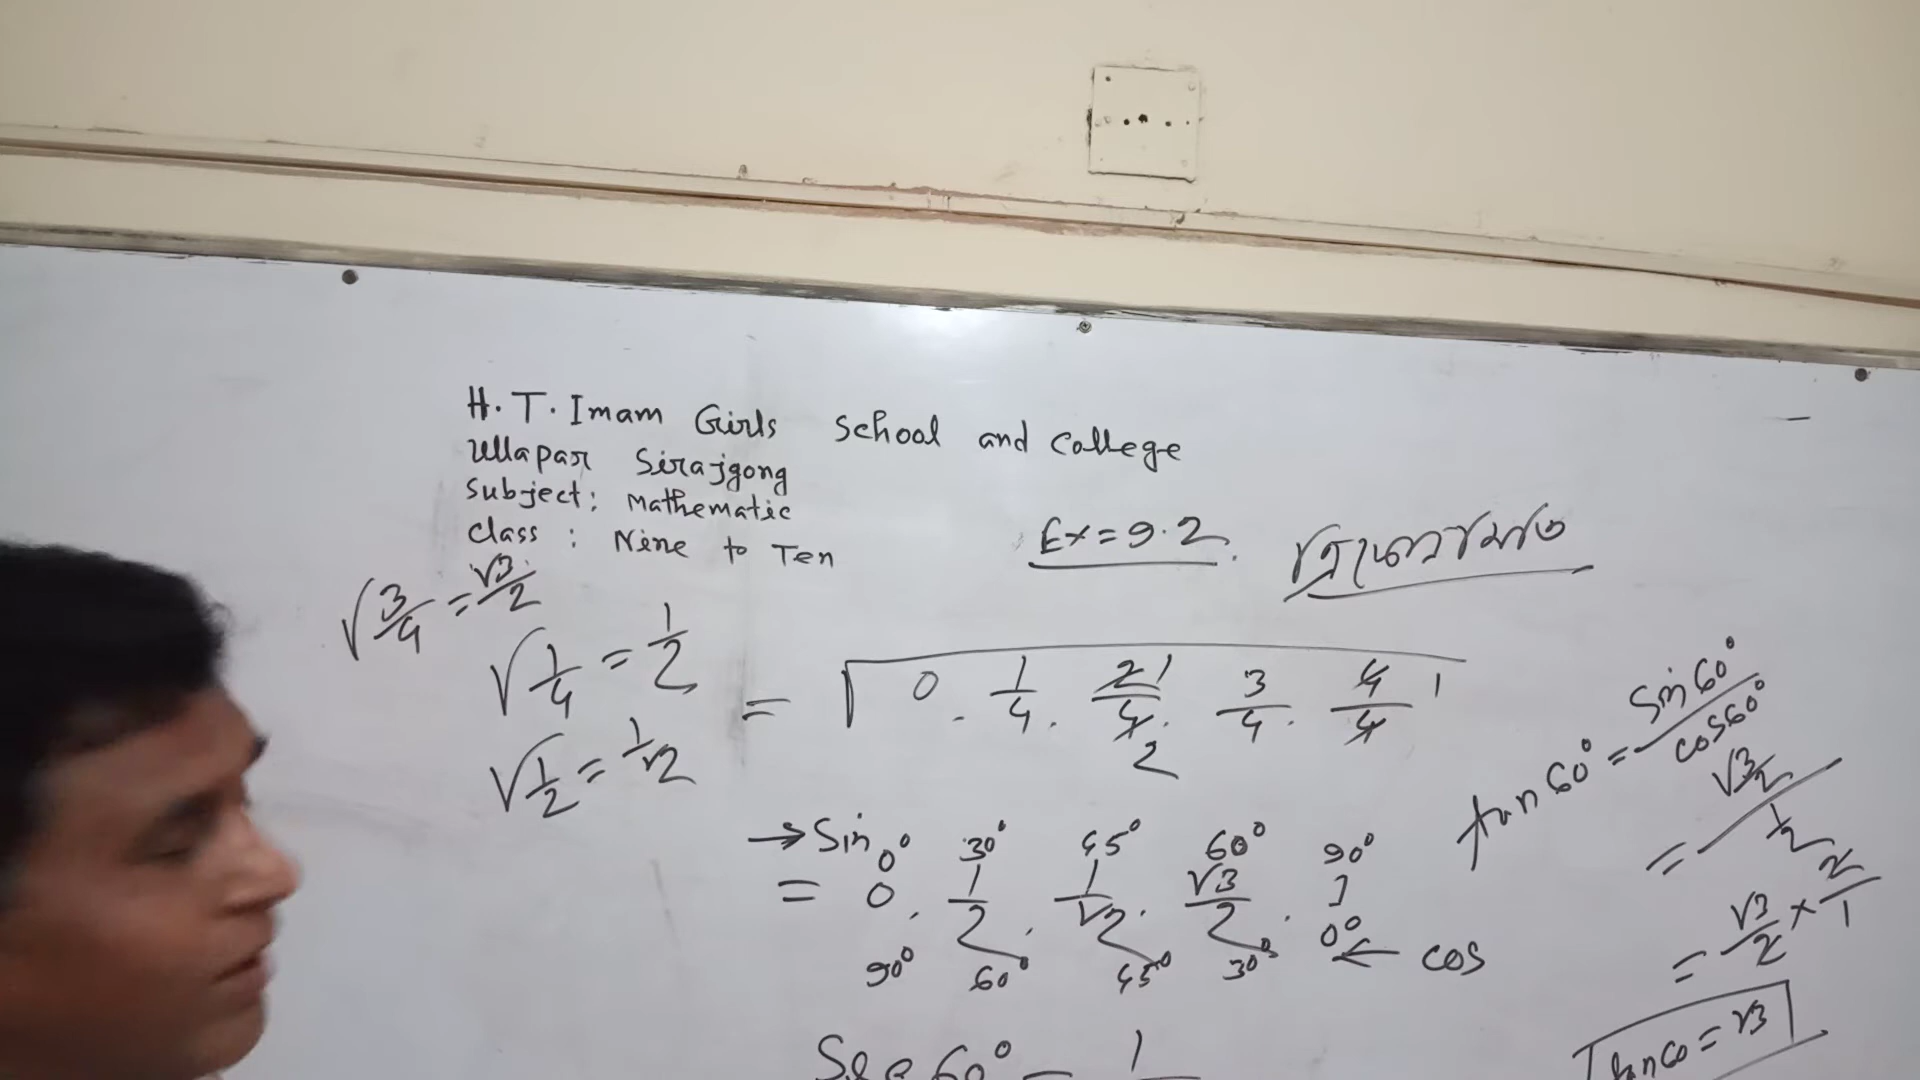 H.T. Imam Girls School and College
Ullapar Sirajgong
Subject: Mathematic
Class: Nine to Ten
Ex = 9.2. ত্রিকোণমিতি
√3/4 = √3/2
√1/4 = 1/2
√1/2 = 1/√2
= √ 0 . 1/4 . 2/4 1/2 . 3/4 . 4/4 1
→ Sin 0° 30° 45° 60° 90°
= 0 . 1/2 . 1/√2 . √3/2 . 1
90° 60° 45° 30° 0° ← cos
Sec 60° = 1
tan 60° = Sin 60°/cos 60°
= √3/2 / 1/2
= √3/2 × 2/1
tan 60 = √3